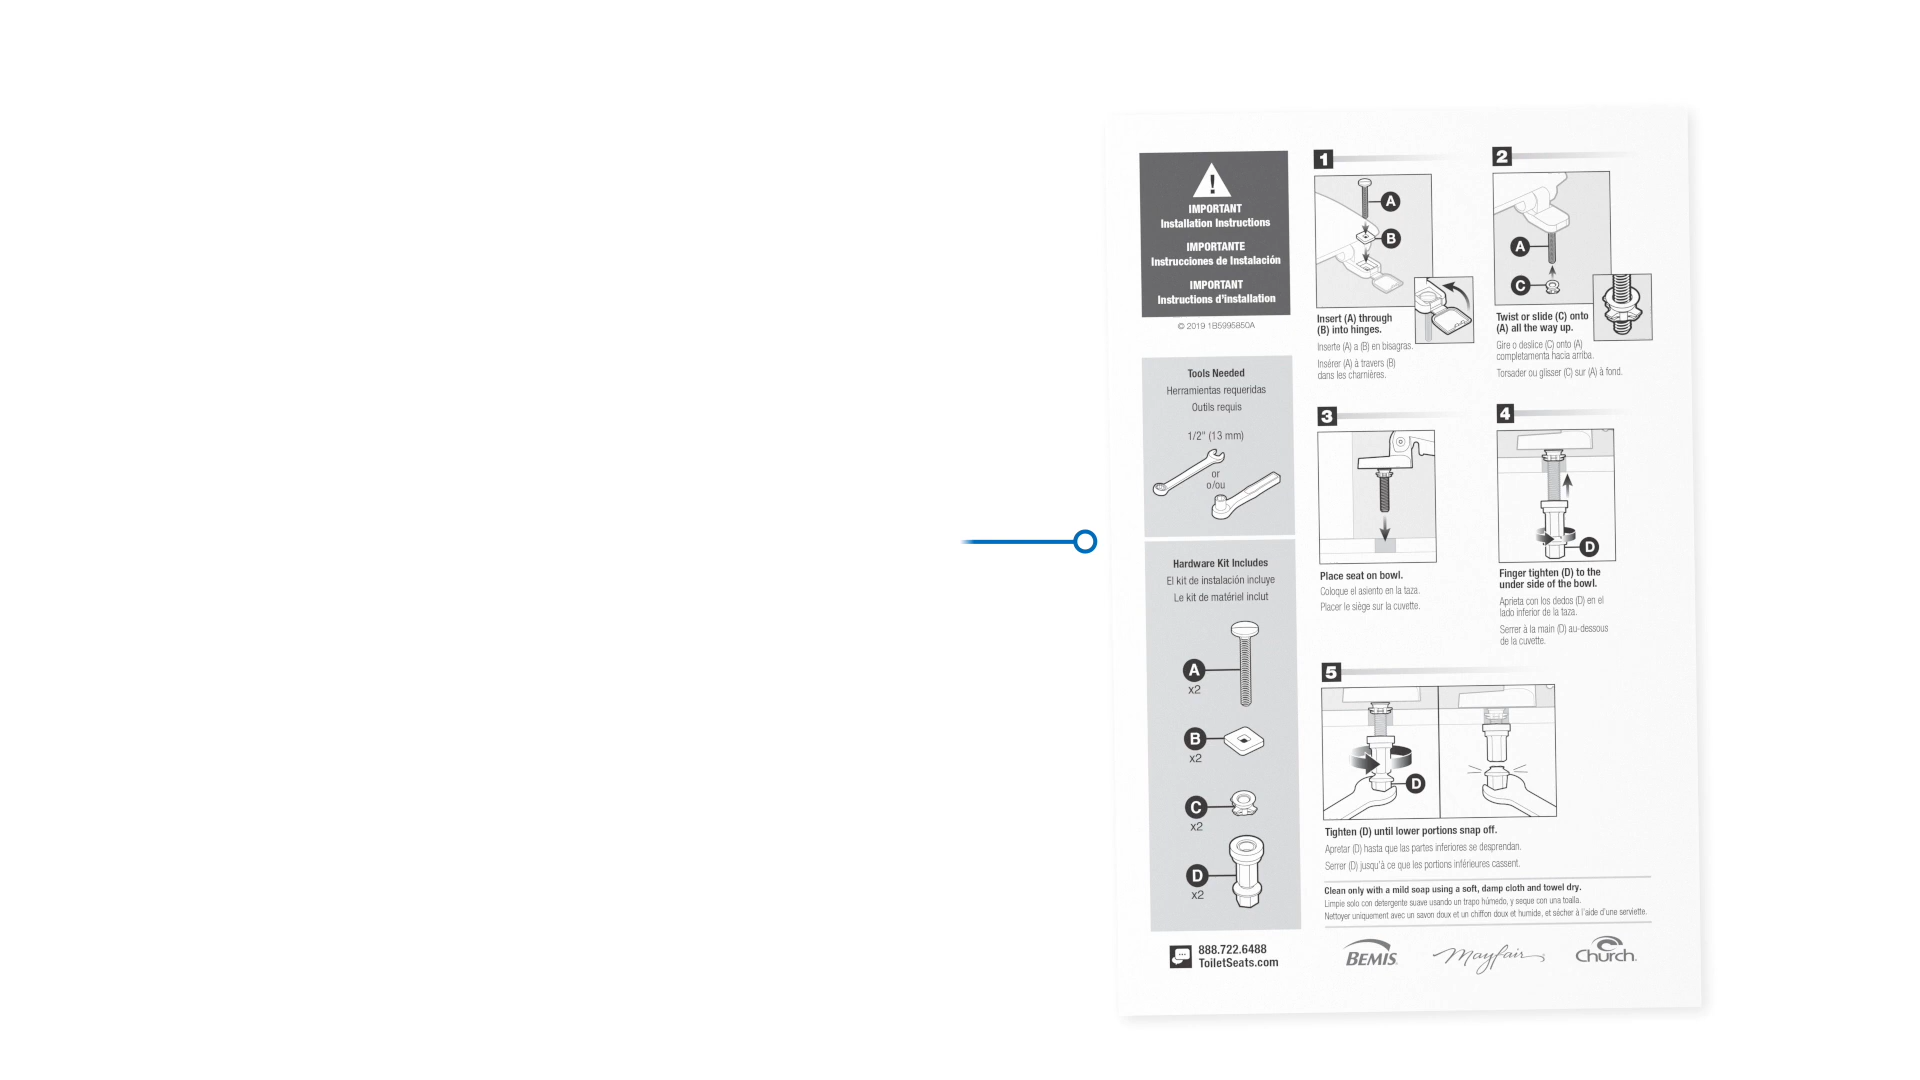 IMPORTANT
Installation Instructions
IMPORTANTE
Instrucciones de Instalación
IMPORTANT
Instructions d'installation
© 2019 1B5995850A
Tools Needed
Herramientas requeridas
Outils requis
1/2" (13 mm)
or
o/ou
Hardware Kit Includes
El kit de instalación incluye
Le kit de matériel inclut
A
x2
B
x2
C
x2
D
x2
888.722.6488
ToiletSeats.com
1
A
B
Insert (A) through
(B) into hinges.
Inserte (A) a (B) en bisagras.
Insérer (A) à travers (B)
dans les charnières.
2
A
C
Twist or slide (C) onto
(A) all the way up.
Gire o deslice (C) onto (A)
completamenta hacia arriba.
Torsader ou glisser (C) sur (A) à fond.
3
Place seat on bowl.
Coloque el asiento en la taza.
Placer le siège sur la cuvette.
4
D
Finger tighten (D) to the
under side of the bowl.
Aprieta con los dedos (D) en el
lado inferior de la taza.
Serrer à la main (D) au-dessous
de la cuvette.
5
D
Tighten (D) until lower portions snap off.
Apretar (D) hasta que las partes inferiores se desprendan.
Serrer (D) jusqu'à ce que les portions inférieures cassent.
Clean only with a mild soap using a soft, damp cloth and towel dry.
Limpie solo con detergente suave usando un trapo húmedo, y seque con una toalla.
Nettoyer uniquement avec un savon doux et un chiffon doux et humide, et sécher à l'aide d'une serviette.
BEMIS
Mayfair
Church